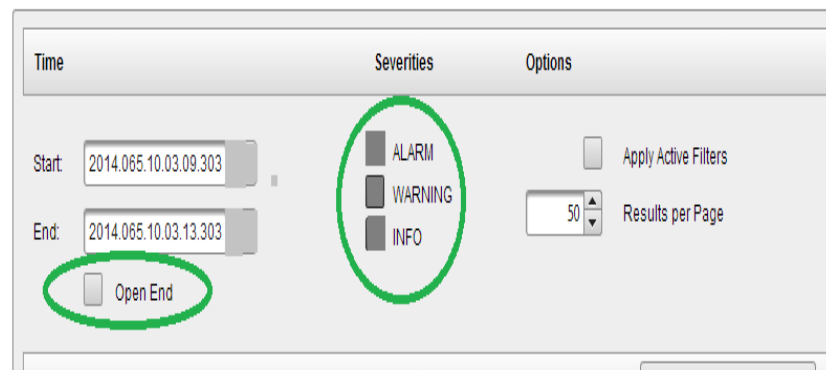 Time Severities Options
Start: 2014.065.10.03.09.303 ALARM Apply Active Filters
WARNING
50 Results per Page
End: 2014.065.10.03.13.303 INFO
Open End